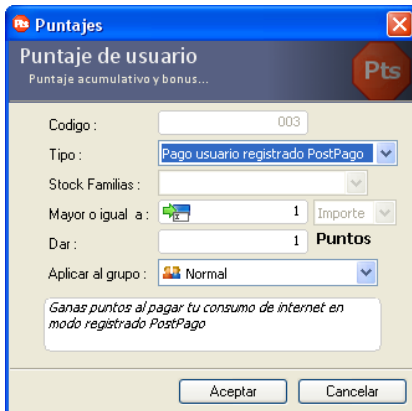 Pts Puntajes
Puntaje de usuario
Puntaje acumulativo y bonus...
Pts
Codigo : 003
Tipo : Pago usuario registrado PostPago
Stock Familias :
Mayor o igual a : 1 Importe
Dar : 1 Puntos
Aplicar al grupo : Normal
Ganas puntos al pagar tu consumo de internet en
modo registrado PostPago
Aceptar Cancelar